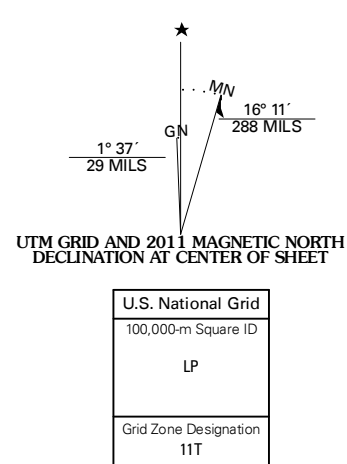 MN
GN
16° 11´
288 MILS
1° 37´
29 MILS
UTM GRID AND 2011 MAGNETIC NORTH
DECLINATION AT CENTER OF SHEET
U.S. National Grid
100,000-m Square ID
LP
Grid Zone Designation
11T